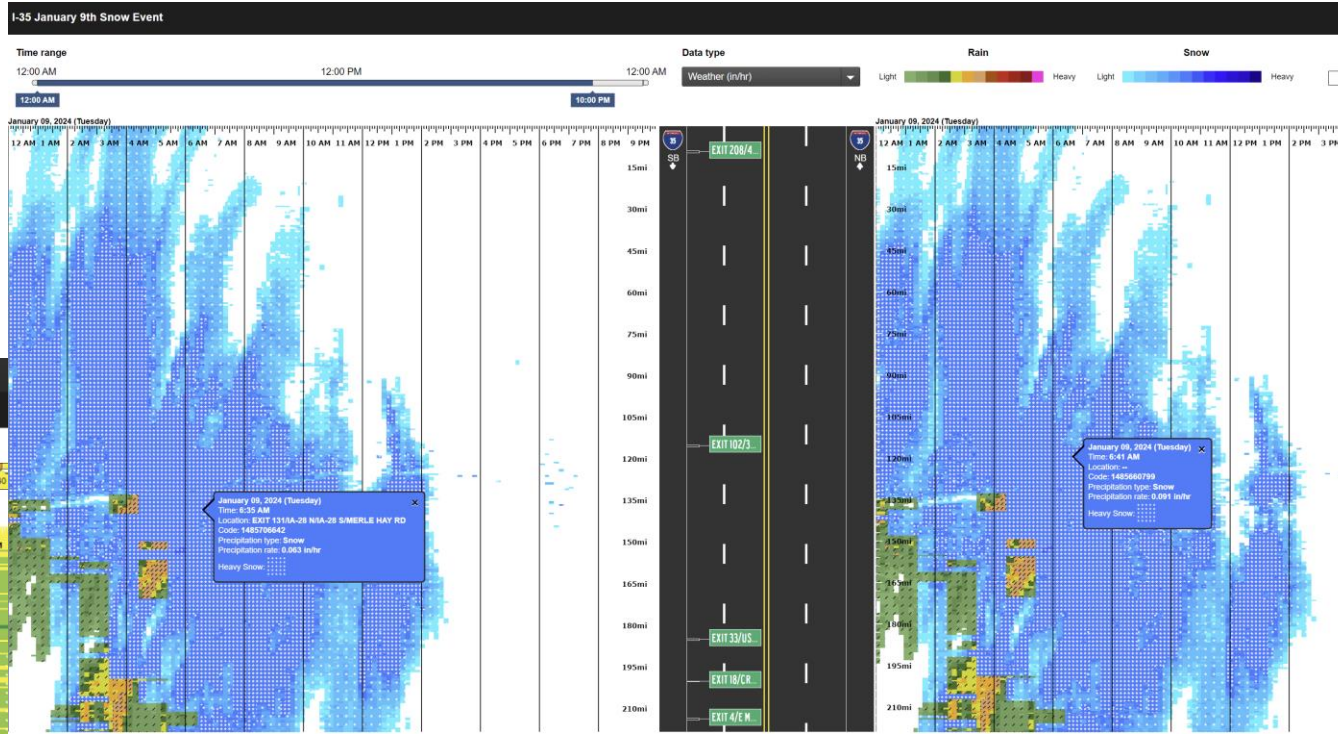 I-35 January 9th Snow Event
Time range
12:00 AM 12:00 PM 12:00 AM
12:00 AM 10:00 PM
Data type
Weather (in/hr)
Rain
Light Heavy
Snow
Light Heavy
January 09, 2024 (Tuesday)
12 AM 1 AM 2 AM 3 AM 4 AM 5 AM 6 AM 7 AM 8 AM 9 AM 10 AM 11 AM 12 PM 1 PM 2 PM 3 PM 4 PM 5 PM 6 PM 7 PM 8 PM 9 PM
15mi
30mi
45mi
60mi
75mi
90mi
105mi
120mi
135mi
150mi
165mi
180mi
195mi
210mi
January 09, 2024 (Tuesday)
Time: 6:35 AM
Location: EXIT 131/IA-28 N/IA-28 S/MERLE HAY RD
Code: 1485706642
Precipitation type: Snow
Precipitation rate: 0.063 in/hr
Heavy Snow:
35
SB
35
NB
EXIT 208/4...
EXIT 102/3...
EXIT 33/US...
EXIT 18/CR...
EXIT 4/E M...
January 09, 2024 (Tuesday)
12 AM 1 AM 2 AM 3 AM 4 AM 5 AM 6 AM 7 AM 8 AM 9 AM 10 AM 11 AM 12 PM 1 PM 2 PM 3 PM
15mi
30mi
45mi
60mi
75mi
90mi
105mi
120mi
135mi
150mi
165mi
180mi
195mi
210mi
January 09, 2024 (Tuesday)
Time: 6:41 AM
Location: --
Code: 1485660799
Precipitation type: Snow
Precipitation rate: 0.091 in/hr
Heavy Snow: